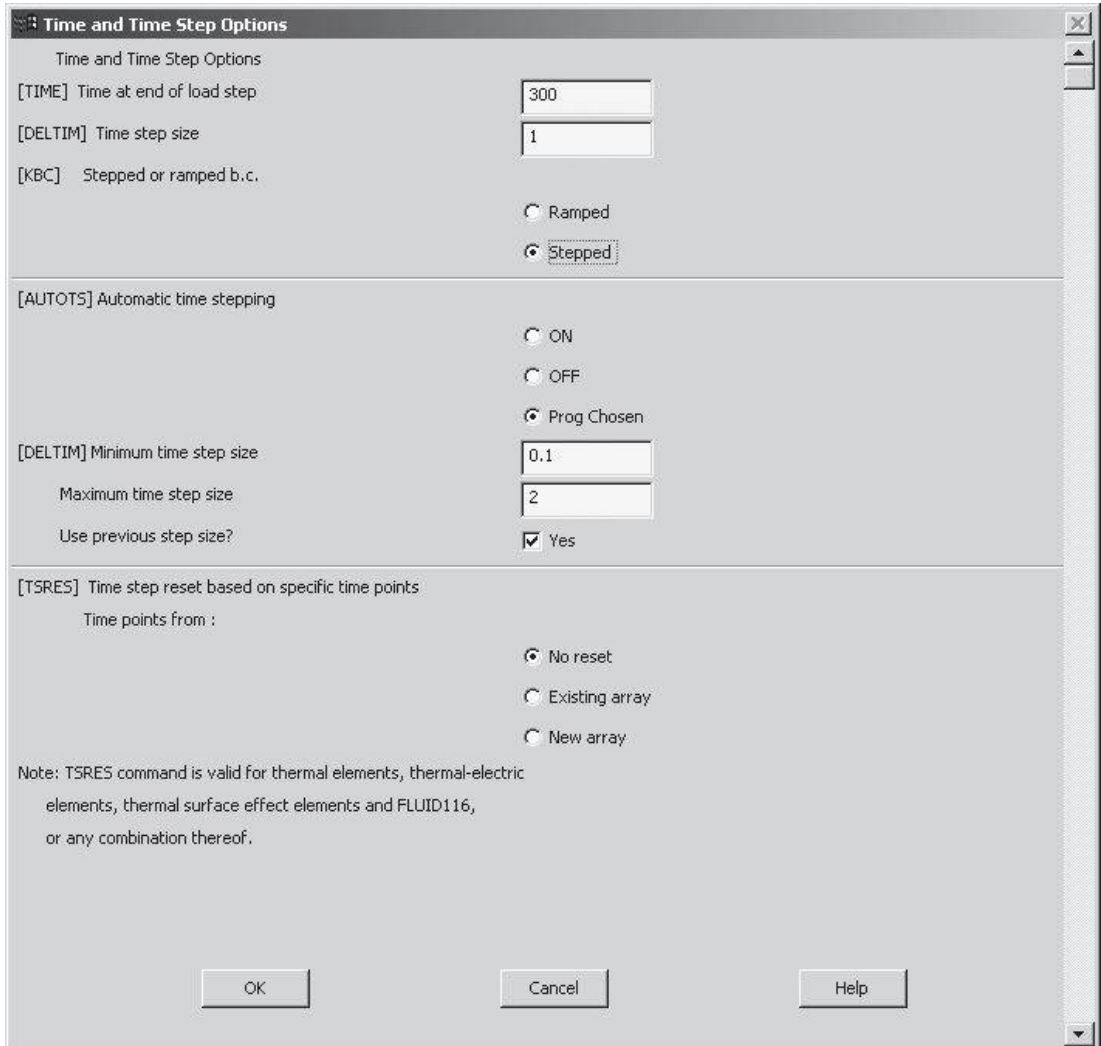 Time and Time Step Options
Time and Time Step Options
[TIME] Time at end of load step 300
[DELTIM] Time step size 1
[KBC] Stepped or ramped b.c.
Ramped
Stepped
[AUTOTS] Automatic time stepping
ON
OFF
Prog Chosen
[DELTIM] Minimum time step size 0.1
Maximum time step size 2
Use previous step size? Yes
[TSRES] Time step reset based on specific time points
Time points from :
No reset
Existing array
New array
Note: TSRES command is valid for thermal elements, thermal-electric
elements, thermal surface effect elements and FLUID116,
or any combination thereof.
OK Cancel Help